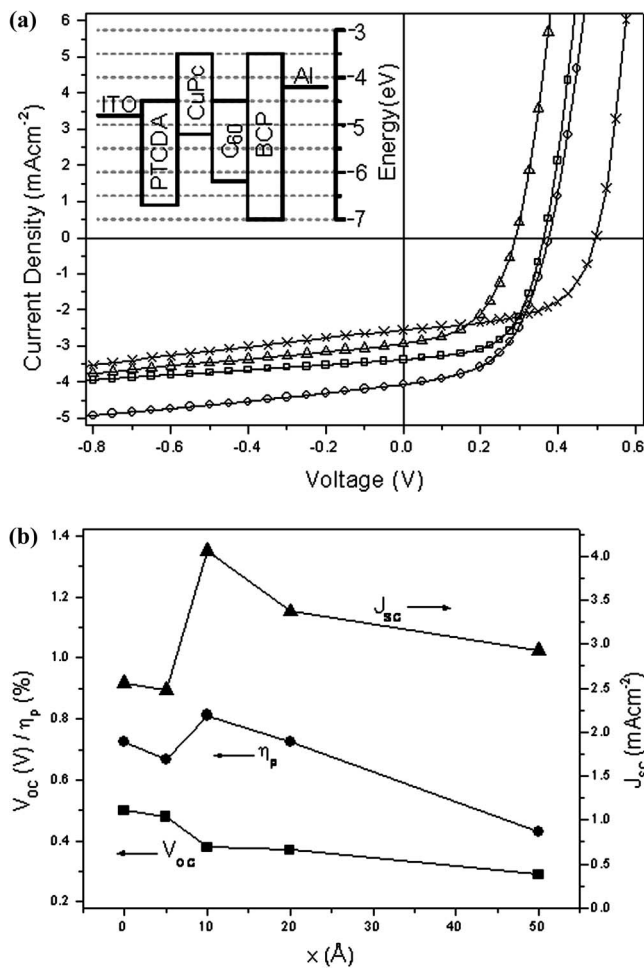 (a)
6
5
4
3
2
1
0
-1
-2
-3
-4
-5
Current Density (mAcm-2)
-0.8 -0.6 -0.4 -0.2 0.0 0.2 0.4 0.6
Voltage (V)
ITO
PTCDA
CuPc
C60
BCP
Al
-3
-4
-5
-6
-7
Energy(eV)
(b)
1.4
1.2
1.0
0.8
0.6
0.4
0.2
Voc (V) / ηp (%)
Jsc
ηp
Voc
4.0
3.5
3.0
2.5
2.0
1.5
1.0
0.5
0.0
Jsc (mAcm-2)
0 10 20 30 40 50
x (Å)